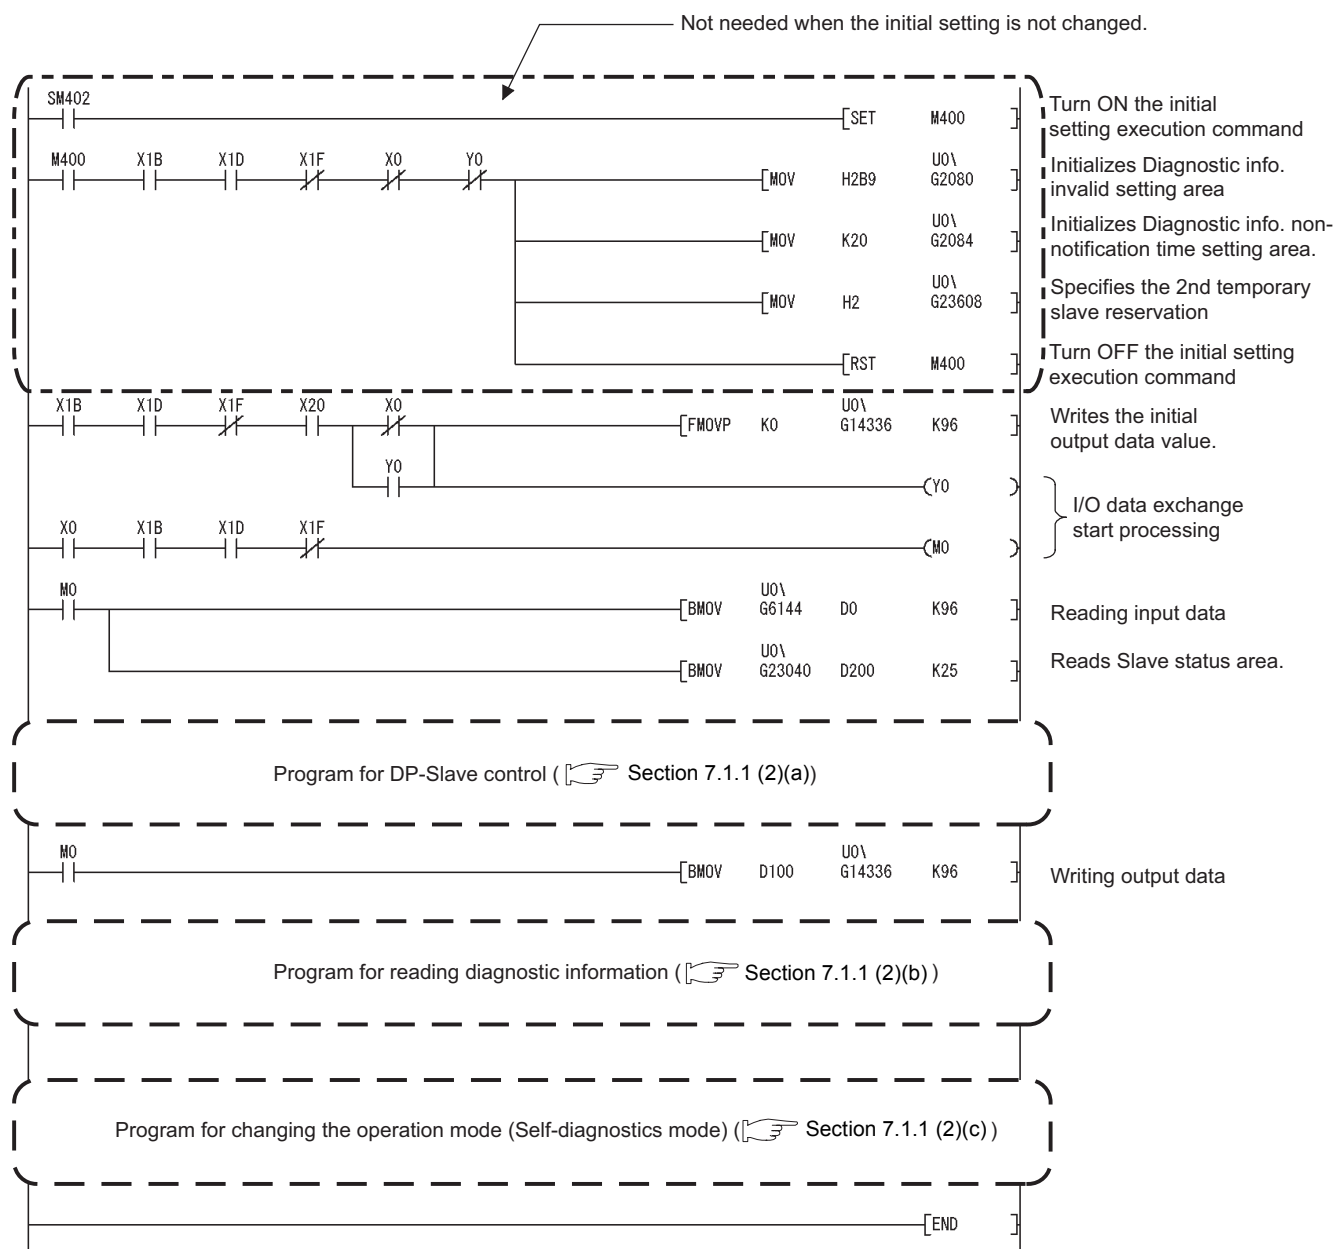 Not needed when the initial setting is not changed.
SM402
SET M400
Turn ON the initial
setting execution command
M400 X1B X1D X1F X0 Y0
MOV H2B9 U0\
G2080
Initializes Diagnostic info.
invalid setting area
MOV K20 U0\
G2084
Initializes Diagnostic info. non-
notification time setting area.
MOV H2 U0\
G23608
Specifies the 2nd temporary
slave reservation
RST M400
Turn OFF the initial setting
execution command
X1B X1D X1F X20 X0
FMOVP K0 U0\
G14336 K96
Writes the initial
output data value.
Y0
Y0
I/O data exchange
start processing
X0 X1B X1D X1F
M0
M0
BMOV U0\
G6144 D0 K96
Reading input data
BMOV U0\
G23040 D200 K25
Reads Slave status area.
Program for DP-Slave control ( Section 7.1.1 (2)(a))
M0
BMOV D100 U0\
G14336 K96
Writing output data
Program for reading diagnostic information ( Section 7.1.1 (2)(b) )
Program for changing the operation mode (Self-diagnostics mode) ( Section 7.1.1 (2)(c) )
END